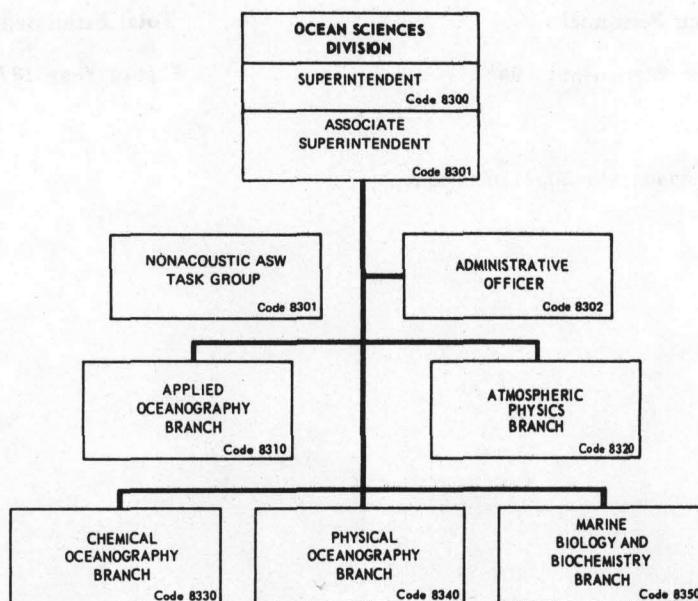 OCEAN SCIENCES
DIVISION
SUPERINTENDENT
Code 8300
ASSOCIATE
SUPERINTENDENT
Code 8301
NONACOUSTIC ASW
TASK GROUP
Code 8301
ADMINISTRATIVE
OFFICER
Code 8302
APPLIED
OCEANOGRAPHY
BRANCH
Code 8310
ATMOSPHERIC
PHYSICS
BRANCH
Code 8320
CHEMICAL
OCEANOGRAPHY
BRANCH
Code 8330
PHYSICAL
OCEANOGRAPHY
BRANCH
Code 8340
MARINE
BIOLOGY AND
BIOCHEMISTRY
BRANCH
Code 8350